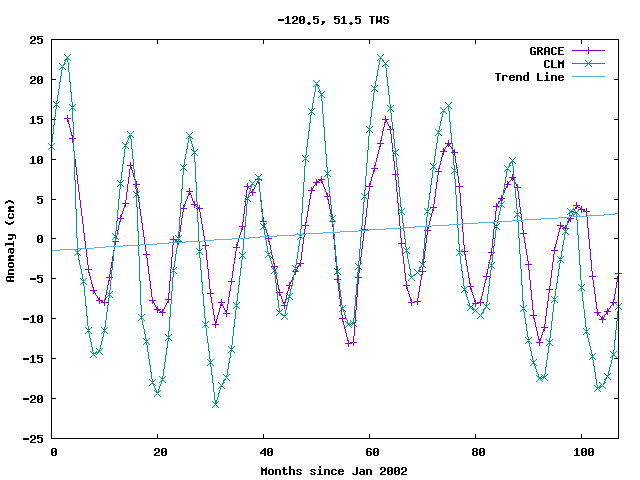 -120.5, 51.5 TWS
GRACE
CLM
Trend Line
25
20
15
10
5
0
-5
-10
-15
-20
-25
Anomaly (cm)
0 20 40 60 80 100
Months since Jan 2002